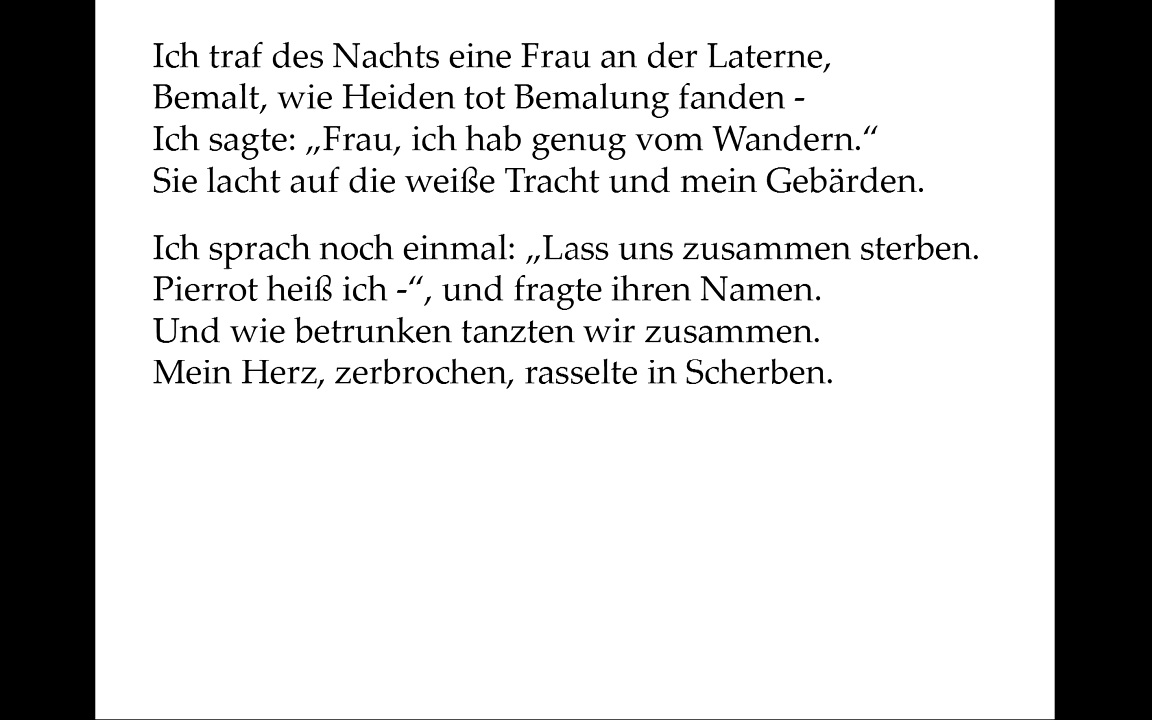 Ich traf des Nachts eine Frau an der Laterne,
Bemalt, wie Heiden tot Bemalung fanden -
Ich sagte: „Frau, ich hab genug vom Wandern.“
Sie lacht auf die weiße Tracht und mein Gebärden.
Ich sprach noch einmal: „Lass uns zusammen sterben.
Pierrot heiß ich -“, und fragte ihren Namen.
Und wie betrunken tanzten wir zusammen.
Mein Herz, zerbrochen, rasselte in Scherben.